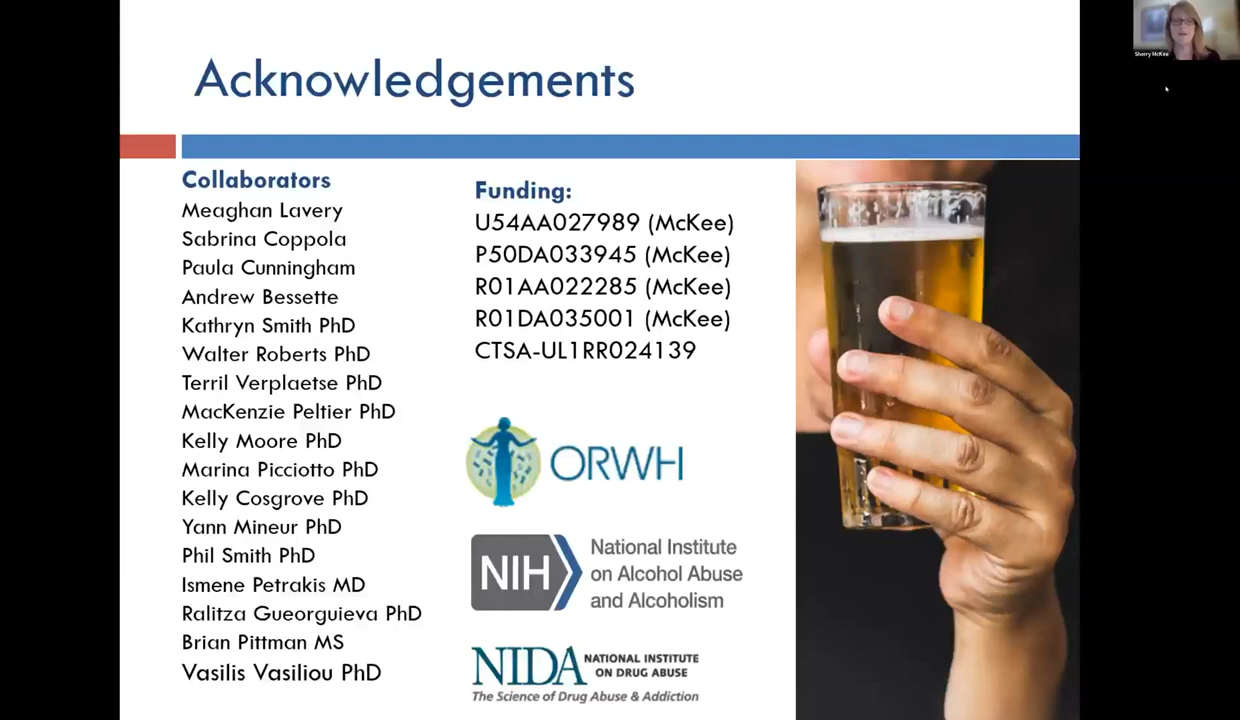 Acknowledgements
Sherry McKee
Collaborators
Meaghan Lavery
Sabrina Coppola
Paula Cunningham
Andrew Bessette
Kathryn Smith PhD
Walter Roberts PhD
Terril Verplaetse PhD
MacKenzie Peltier PhD
Kelly Moore PhD
Marina Picciotto PhD
Kelly Cosgrove PhD
Yann Mineur PhD
Phil Smith PhD
Ismene Petrakis MD
Ralitza Gueorguieva PhD
Brian Pittman MS
Vasilis Vasiliou PhD
Funding:
U54AA027989 (McKee)
P50DA033945 (McKee)
R01AA022285 (McKee)
R01DA035001 (McKee)
CTSA-UL1RR024139
ORWH
NIH
National Institute
on Alcohol Abuse
and Alcoholism
NIDA
NATIONAL INSTITUTE
ON DRUG ABUSE
The Science of Drug Abuse & Addiction